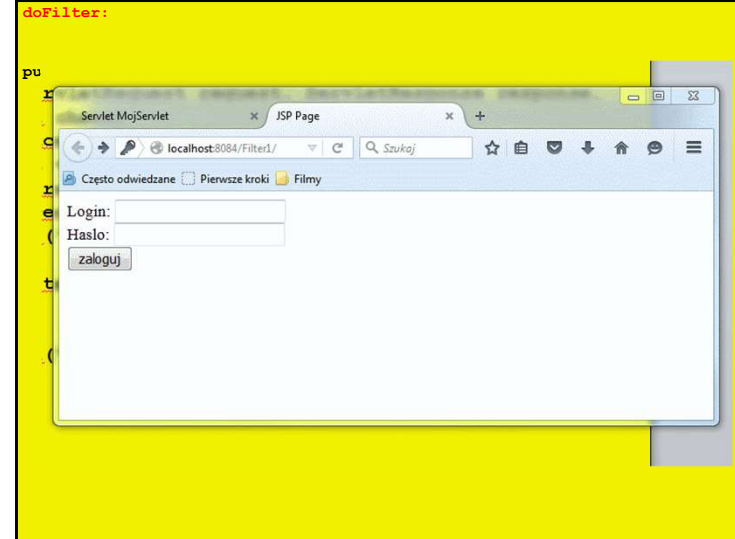 doFilter:
pu
Servlet MojServlet
JSP Page
localhost:8084/Filter1/
Szukaj
Często odwiedzane
Pierwsze kroki
Filmy
Login:
Haslo:
zaloguj